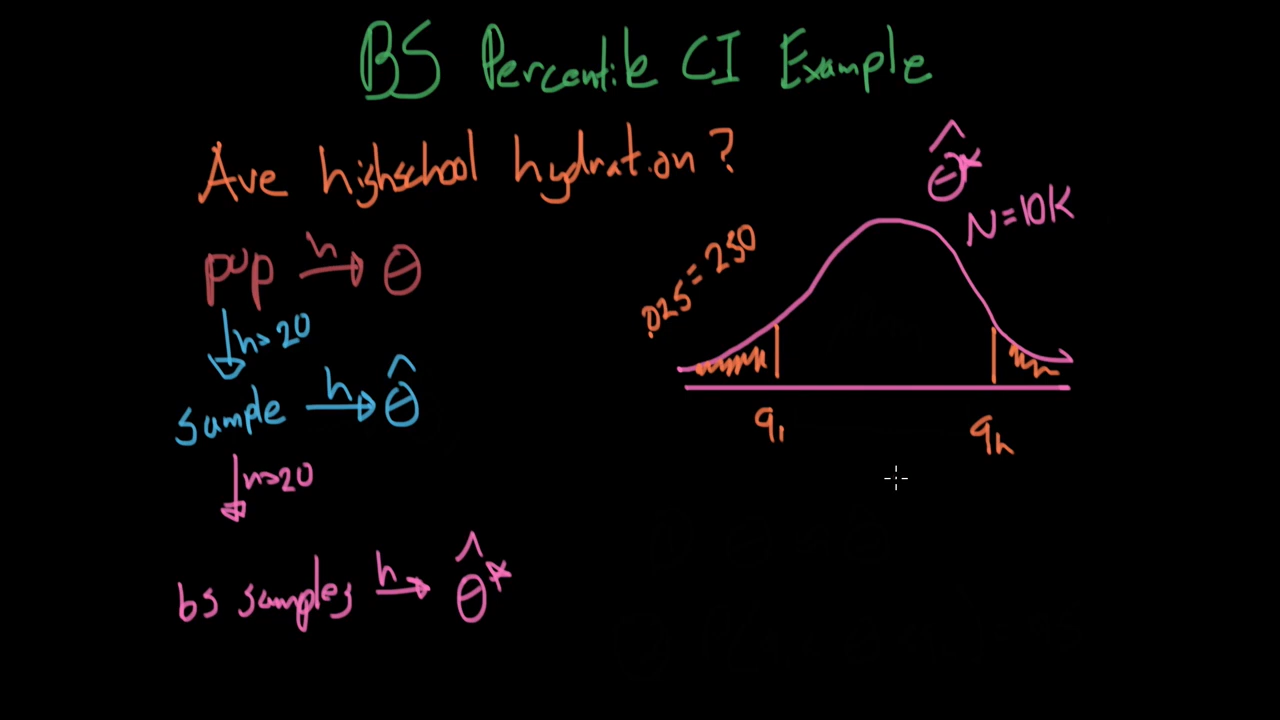 BS Percentile CI Example
Ave highschool hydration?
pop h → θ
↓ n=20
sample h → θ̂
↓ n=20
bs samples h → θ̂*
θ̂*
N=10K
.025 = 250
q₁ qₕ